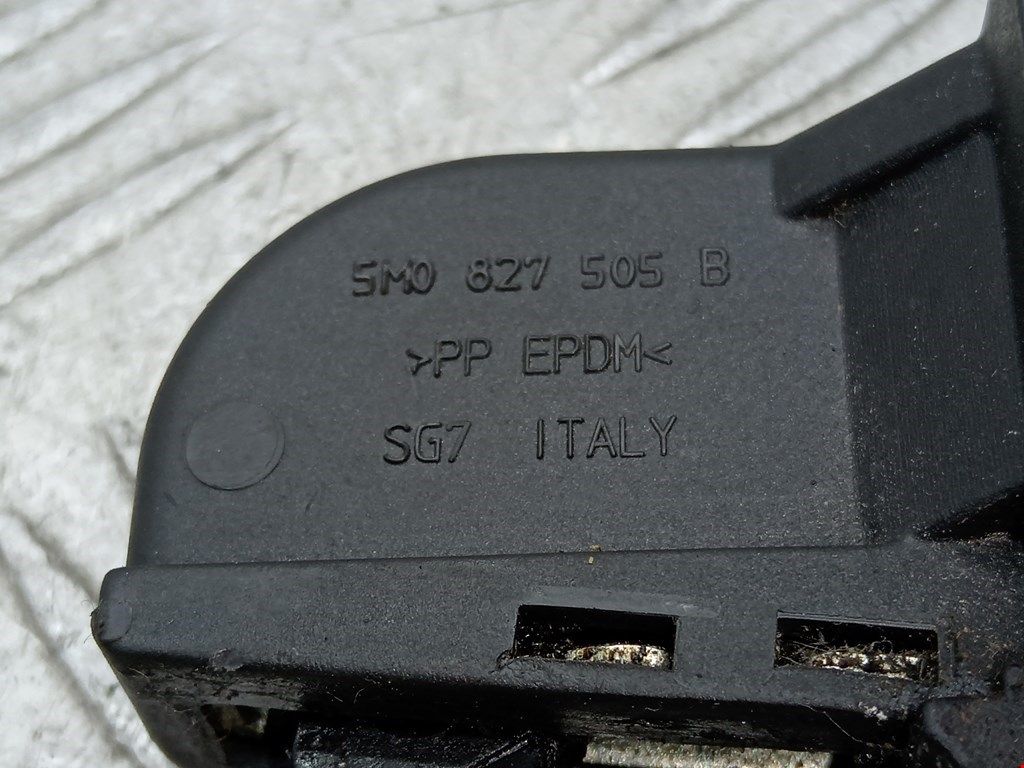 5M0 827 505 B
>PP EPDM<
SG7 ITALY